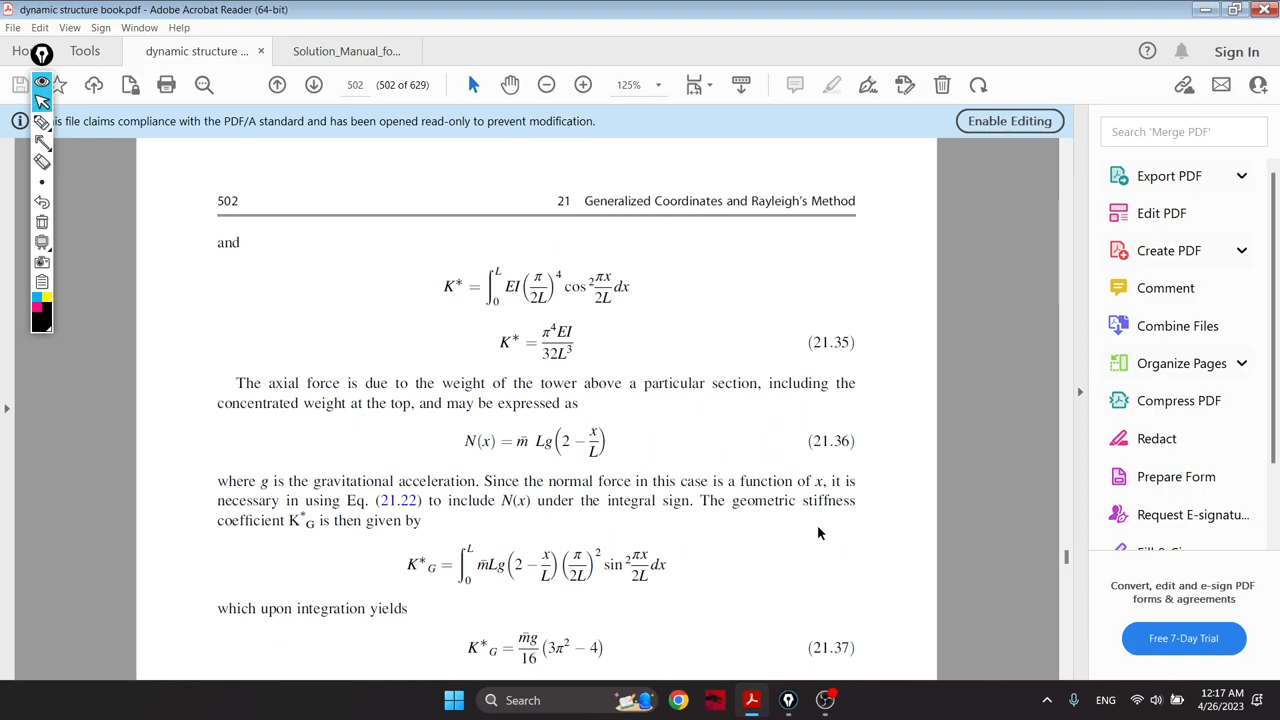 dynamic structure book.pdf - Adobe Acrobat Reader (64-bit)
File Edit View Sign Window Help
Tools dynamic structure ... × Solution_Manual_fo... Sign In
502 (502 of 629) 125%
file claims compliance with the PDF/A standard and has been opened read-only to prevent modification. Enable Editing
Search 'Merge PDF'
Export PDF
Edit PDF
Create PDF
Comment
Combine Files
Organize Pages
Compress PDF
Redact
Prepare Form
Request E-signatu...
Convert, edit and e-sign PDF
forms & agreements
Free 7-Day Trial
502 21 Generalized Coordinates and Rayleigh's Method
and
K* = ∫₀ᴸ EI(π/2L)⁴ cos² πx/2L dx
K* = π⁴EI/32L³ (21.35)
The axial force is due to the weight of the tower above a particular section, including the
concentrated weight at the top, and may be expressed as
N(x) = m̄ Lg(2 − x/L) (21.36)
where g is the gravitational acceleration. Since the normal force in this case is a function of x, it is
necessary in using Eq. (21.22) to include N(x) under the integral sign. The geometric stiffness
coefficient K*G is then given by
K*G = ∫₀ᴸ m̄Lg(2 − x/L)(π/2L)² sin² πx/2L dx
which upon integration yields
K*G = m̄g/16 (3π² − 4) (21.37)
Search
ENG
12:17 AM
4/26/2023